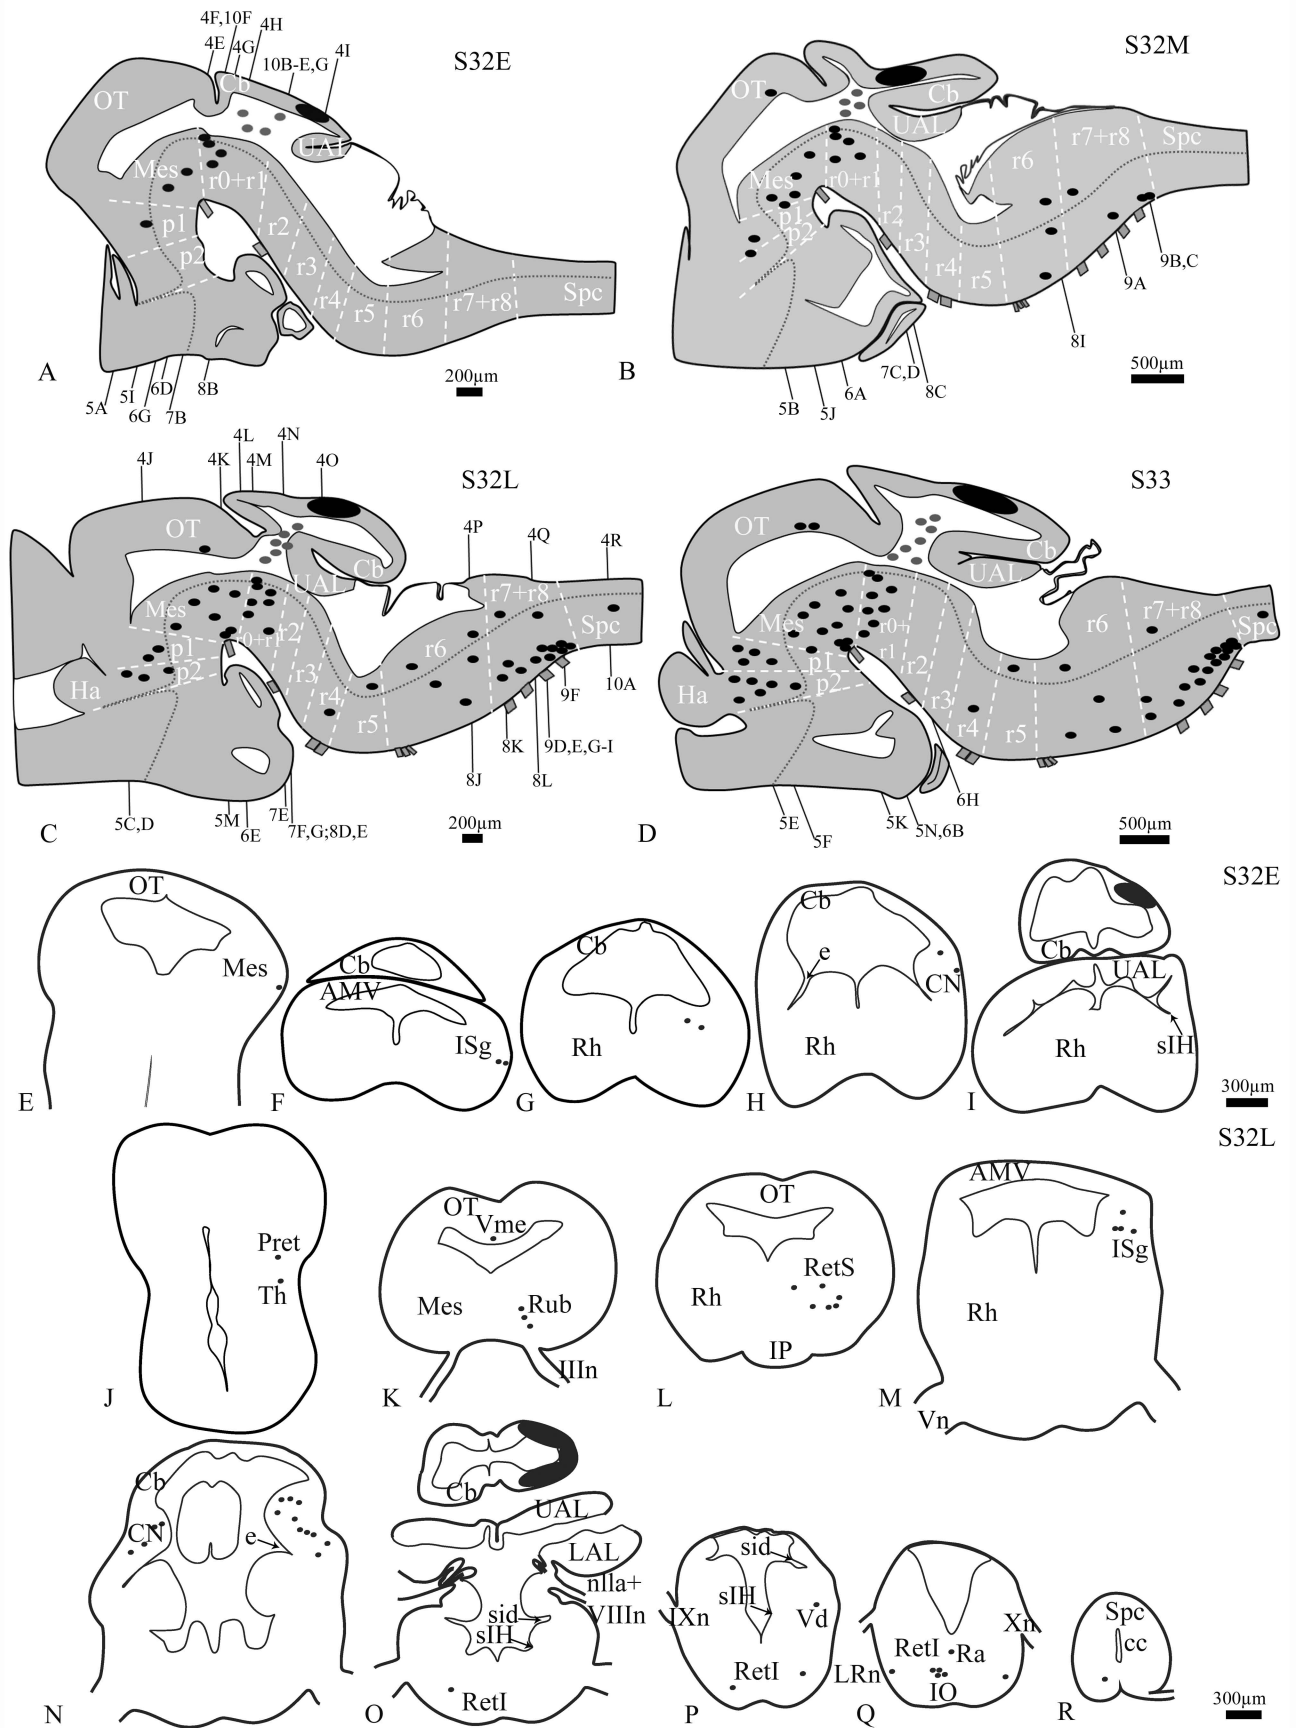 4F,10F
4H
4E
4G
10B-E,G
4I
S32E
OT
Cb
UAL
Mes
r0+r1
p1
r2
p2
r3
r4
r5
r6
r7+r8
Spc
A
5A
5I
6G
6D
7B
8B
200µm
S32M
OT
Cb
UAL
r7+r8
Spc
r6
Mes
r0+r1
p1
p2
r2
r3
r4
r5
B
5B
5J
6A
7C,D
8C
8I
9A
9B,C
500µm
4J
4K
4L
4M
4N
4O
S32L
4P
4Q
4R
OT
Cb
UAL
r7+r8
Mes
r0+r1
r2
Spc
p1
r6
p2
Ha
r3
r4
r5
9F
10A
8K
9D,E,G-I
8J
8L
C
5C,D
5M
6E
7E
7F,G;8D,E
200µm
S33
OT
Cb
UAL
Mes
r0+
r1
r6
r7+r8
Spc
p1
p2
r2
Ha
r3
r4
r5
D
5E
5F
5K
5N,6B
6H
500µm
S32E
OT
Mes
E
Cb
AMV
ISg
F
Cb
Rh
G
Cb
e
CN
Rh
H
Cb
UAL
Rh
sIH
I
300µm
S32L
Pret
Th
J
OT
Vme
Mes
Rub
IIIn
K
OT
RetS
Rh
IP
L
AMV
ISg
Rh
M
Vn
Cb
CN
e
N
Cb
UAL
LAL
nlla+
VIIIn
sid
sIH
RetI
O
sid
sIH
IXn
Vd
RetI
P
Xn
RetI
Ra
LRn
IO
Q
Spc
cc
R
300µm